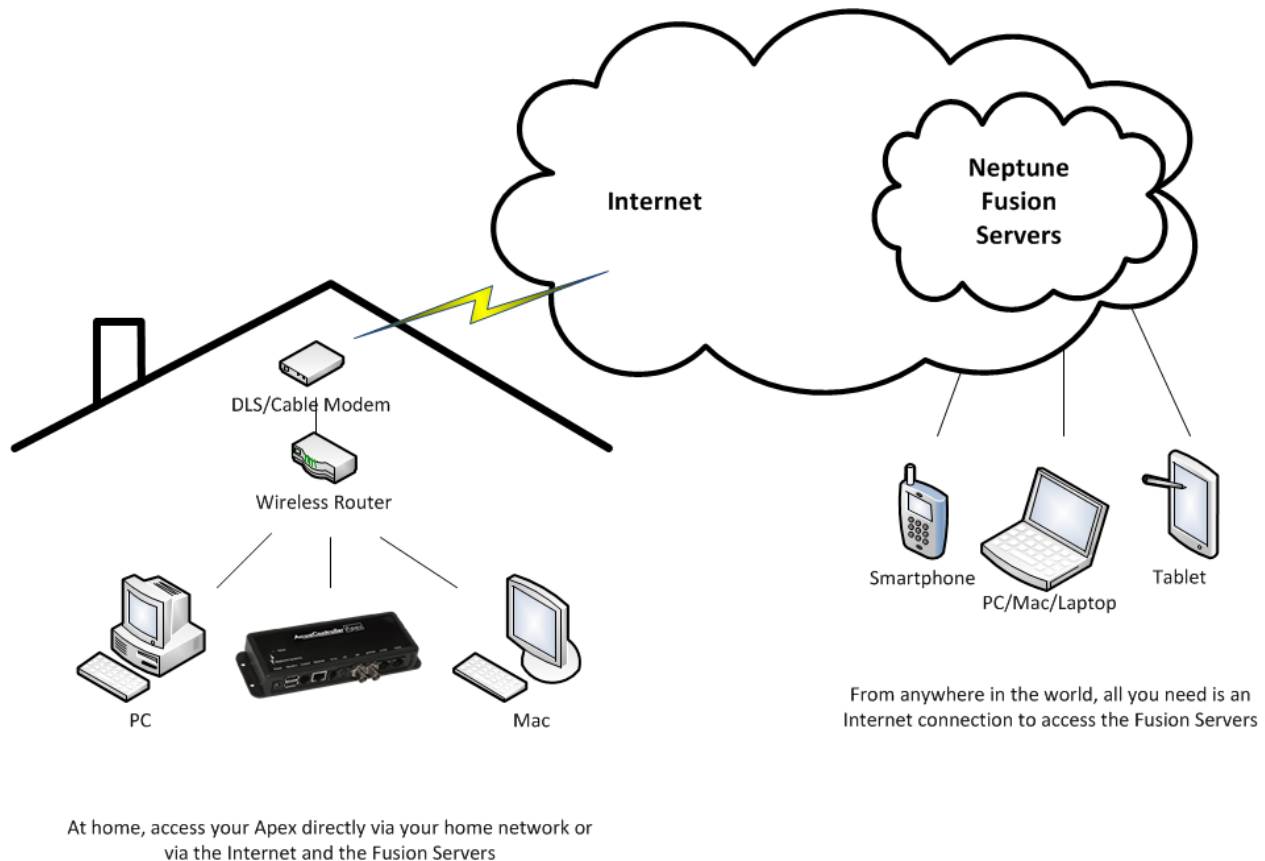 Internet
Neptune
Fusion
Servers
DLS/Cable Modem
Wireless Router
PC
AquaController Apex
Mac
Smartphone
PC/Mac/Laptop
Tablet
From anywhere in the world, all you need is an
Internet connection to access the Fusion Servers
At home, access your Apex directly via your home network or
via the Internet and the Fusion Servers